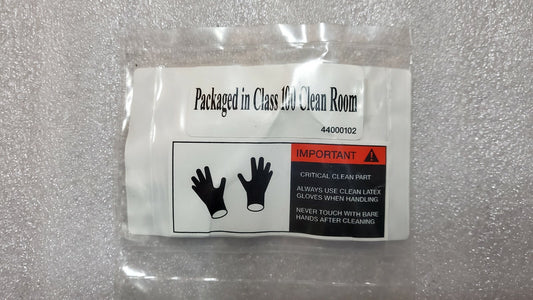 Packaged in Class 100 Clean Room
44000102
IMPORTANT
CRITICAL CLEAN PART
ALWAYS USE CLEAN LATEX
GLOVES WHEN HANDLING
NEVER TOUCH WITH BARE
HANDS AFTER CLEANING